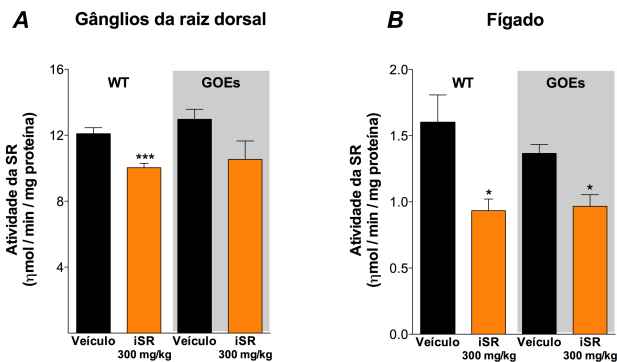 A Gânglios da raiz dorsal
Atividade da SR
(ηmol / min / mg proteína)
16
12
8
4
WT
GOEs
***
Veículo
iSR
300 mg/kg
Veículo
iSR
300 mg/kg
B Fígado
Atividade da SR
(ηmol / min / mg proteína)
2.0
1.5
1.0
0.5
0.0
WT
GOEs
*
*
Veículo
iSR
300 mg/kg
Veículo
iSR
300 mg/kg